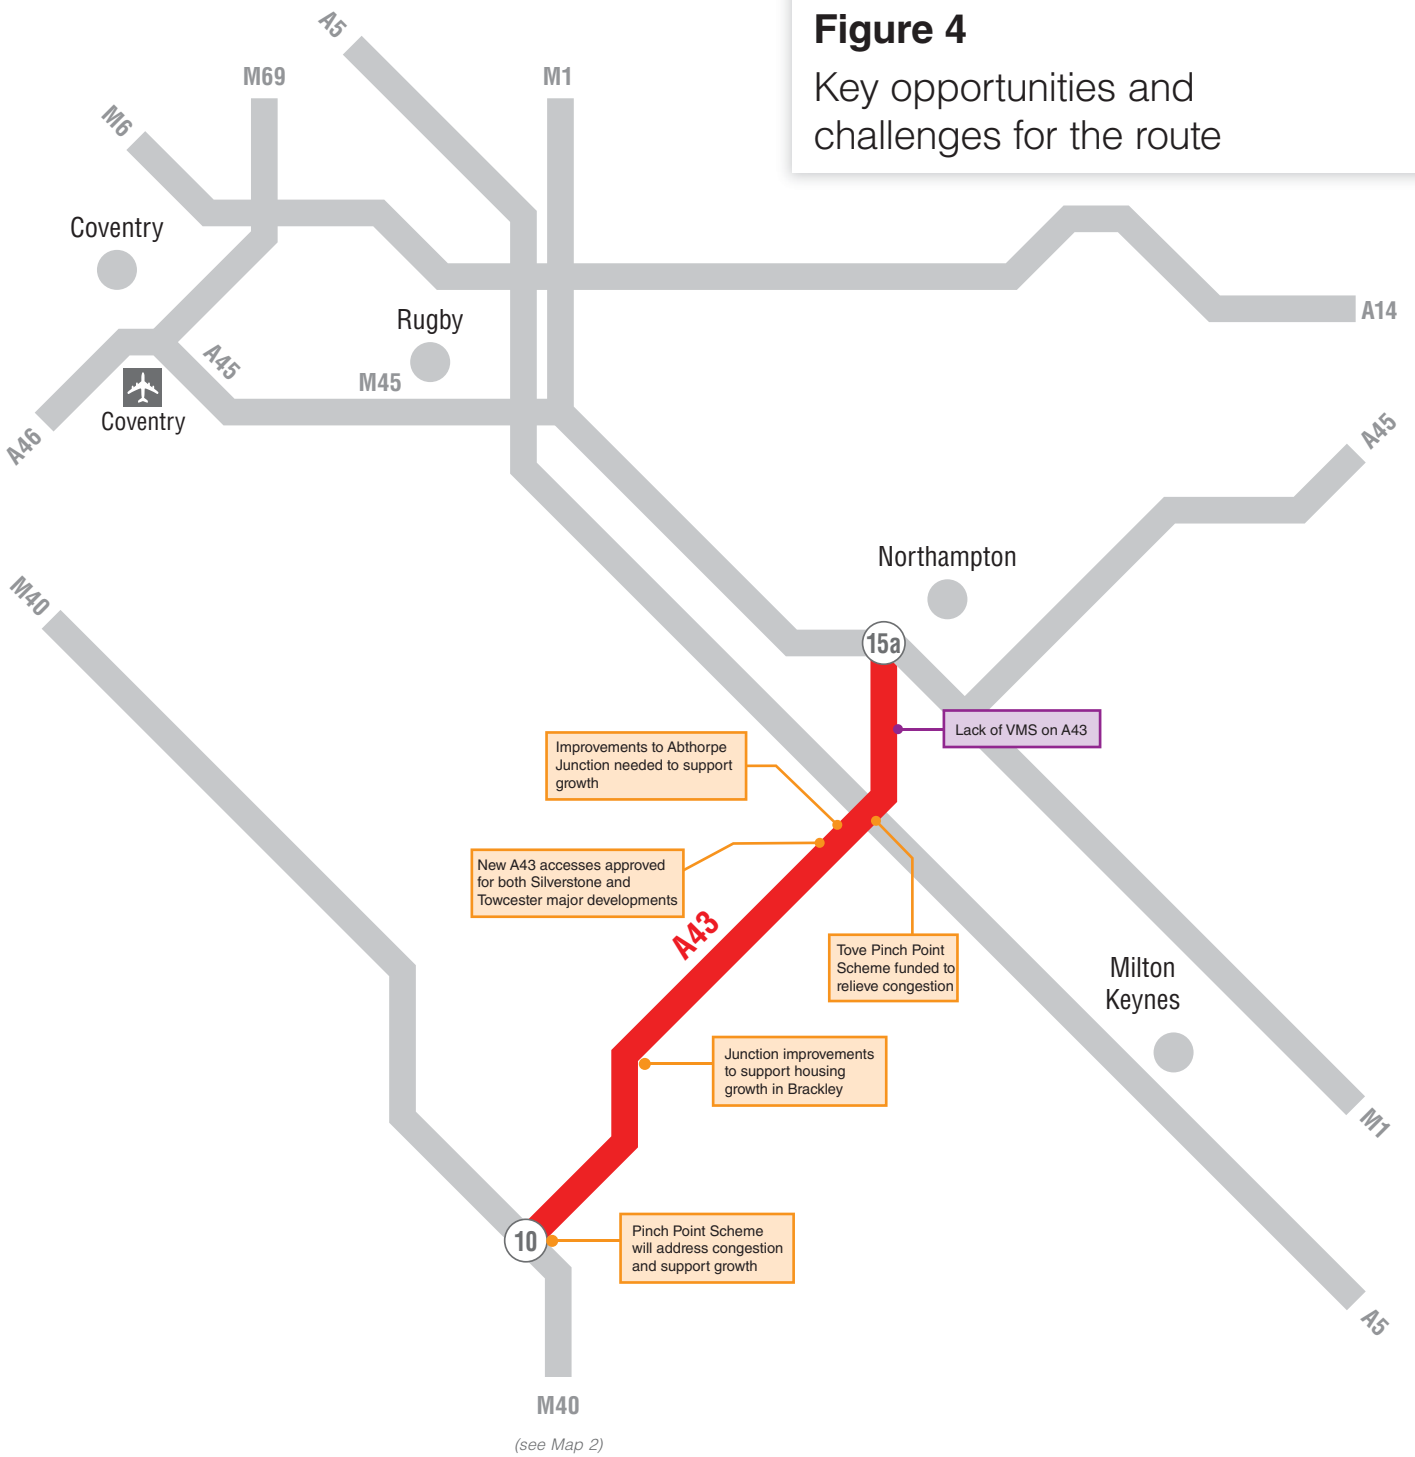 Figure 4
Key opportunities and
challenges for the route
A5
M69
M1
M6
Coventry
Rugby
A14
A45
M45
Coventry
A46
A45
Northampton
M40
15a
Lack of VMS on A43
Improvements to Abthorpe
Junction needed to support
growth
New A43 accesses approved
for both Silverstone and
Towcester major developments
A43
Tove Pinch Point
Scheme funded to
relieve congestion
Milton
Keynes
Junction improvements
to support housing
growth in Brackley
M1
10
Pinch Point Scheme
will address congestion
and support growth
A5
M40
(see Map 2)